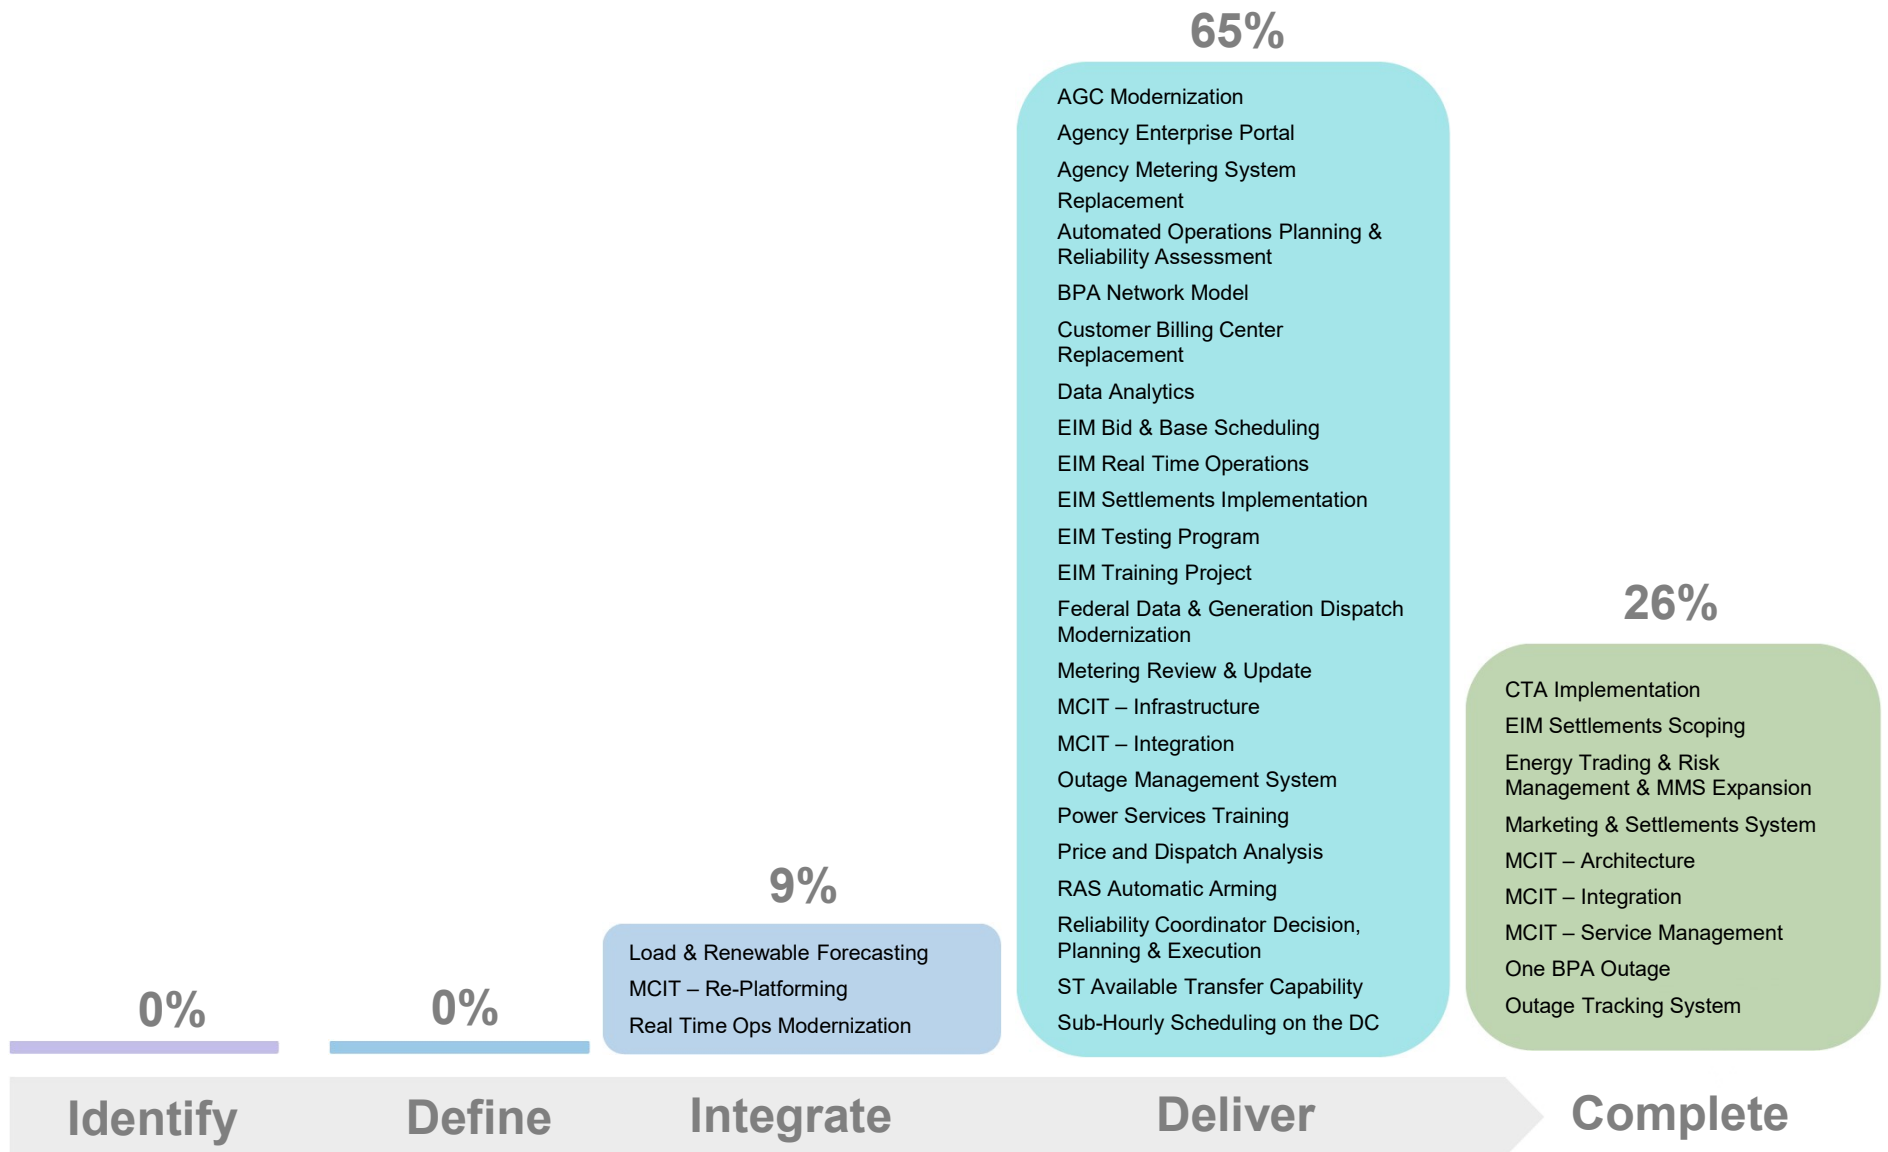 65%
AGC Modernization
Agency Enterprise Portal
Agency Metering System
Replacement
Automated Operations Planning &
Reliability Assessment
BPA Network Model
Customer Billing Center
Replacement
Data Analytics
EIM Bid & Base Scheduling
EIM Real Time Operations
EIM Settlements Implementation
EIM Testing Program
EIM Training Project
Federal Data & Generation Dispatch
Modernization
Metering Review & Update
MCIT – Infrastructure
MCIT – Integration
Outage Management System
Power Services Training
Price and Dispatch Analysis
RAS Automatic Arming
Reliability Coordinator Decision,
Planning & Execution
ST Available Transfer Capability
Sub-Hourly Scheduling on the DC
26%
CTA Implementation
EIM Settlements Scoping
Energy Trading & Risk
Management & MMS Expansion
Marketing & Settlements System
MCIT – Architecture
MCIT – Integration
MCIT – Service Management
One BPA Outage
Outage Tracking System
9%
Load & Renewable Forecasting
MCIT – Re-Platforming
Real Time Ops Modernization
0%
0%
Identify
Define
Integrate
Deliver
Complete